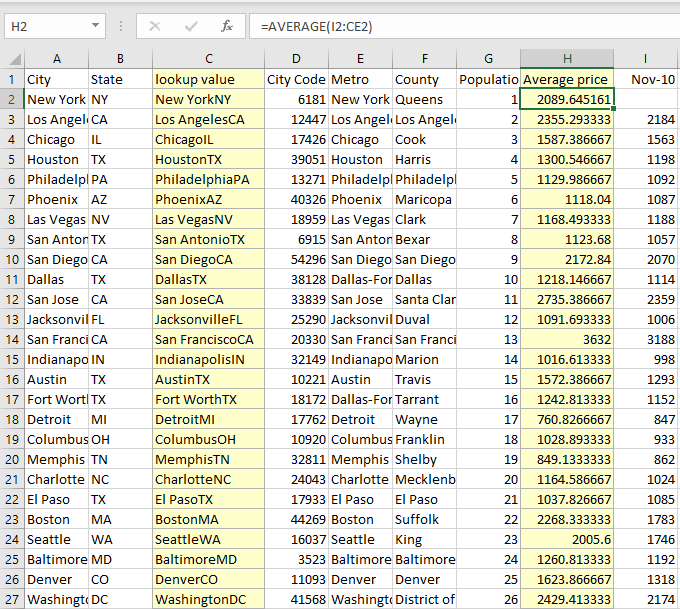 H2 fx =AVERAGE(I2:CE2)
A B C D E F G H I
1 City State lookup value City Code Metro County Populatio Average price Nov-10
2 New York NY New YorkNY 6181 New York Queens 1 2089.645161
3 Los Angel CA Los AngelesCA 12447 Los Angel Los Angel 2 2355.293333 2184
4 Chicago IL ChicagoIL 17426 Chicago Cook 3 1587.386667 1563
5 Houston TX HoustonTX 39051 Houston Harris 4 1300.546667 1198
6 Philadelp PA PhiladelphiaPA 13271 Philadelp Philadelp 5 1129.986667 1092
7 Phoenix AZ PhoenixAZ 40326 Phoenix Maricopa 6 1118.04 1087
8 Las Vegas NV Las VegasNV 18959 Las Vegas Clark 7 1168.493333 1188
9 San Anton TX San AntonioTX 6915 San Anton Bexar 8 1123.68 1057
10 San Diego CA San DiegoCA 54296 San Diego San Diego 9 2172.84 2070
11 Dallas TX DallasTX 38128 Dallas-For Dallas 10 1218.146667 1114
12 San Jose CA San JoseCA 33839 San Jose Santa Clar 11 2735.386667 2359
13 Jacksonvil FL JacksonvilleFL 25290 Jacksonvil Duval 12 1091.693333 1006
14 San Franci CA San FranciscoCA 20330 San Franci San Franci 13 3632 3188
15 Indianapo IN IndianapolisIN 32149 Indianapo Marion 14 1016.613333 998
16 Austin TX AustinTX 10221 Austin Travis 15 1572.386667 1293
17 Fort Wort TX Fort WorthTX 18172 Dallas-For Tarrant 16 1242.813333 1152
18 Detroit MI DetroitMI 17762 Detroit Wayne 17 760.8266667 847
19 Columbus OH ColumbusOH 10920 Columbus Franklin 18 1028.893333 933
20 Memphis TN MemphisTN 32811 Memphis Shelby 19 849.1333333 862
21 Charlotte NC CharlotteNC 24043 Charlotte Mecklenb 20 1164.586667 1024
22 El Paso TX El PasoTX 17933 El Paso El Paso 21 1037.826667 1085
23 Boston MA BostonMA 44269 Boston Suffolk 22 2268.333333 1783
24 Seattle WA SeattleWA 16037 Seattle King 23 2005.6 1746
25 Baltimore MD BaltimoreMD 3523 Baltimore Baltimore 24 1260.813333 1192
26 Denver CO DenverCO 11093 Denver Denver 25 1623.866667 1318
27 Washingt DC WashingtonDC 41568 Washingt District of 26 2429.413333 2174